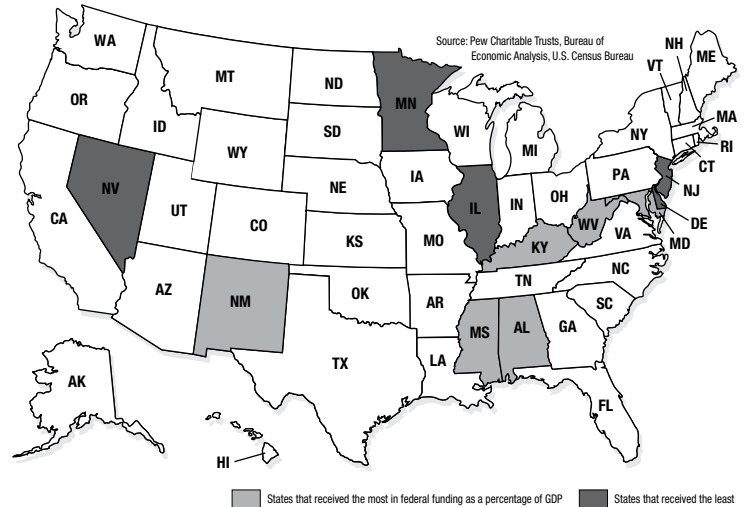 Source: Pew Charitable Trusts, Bureau of
Economic Analysis, U.S. Census Bureau
WA
MT
ND
MN
VT
NH
ME
OR
ID
SD
WI
MI
NY
MA
RI
CT
WY
IA
PA
NJ
NV
NE
IL
IN
OH
DE
MD
CA
UT
CO
KS
MO
KY
WV
VA
AZ
NM
OK
AR
TN
NC
SC
TX
LA
MS
AL
GA
FL
AK
HI
States that received the most in federal funding as a percentage of GDP
States that received the least